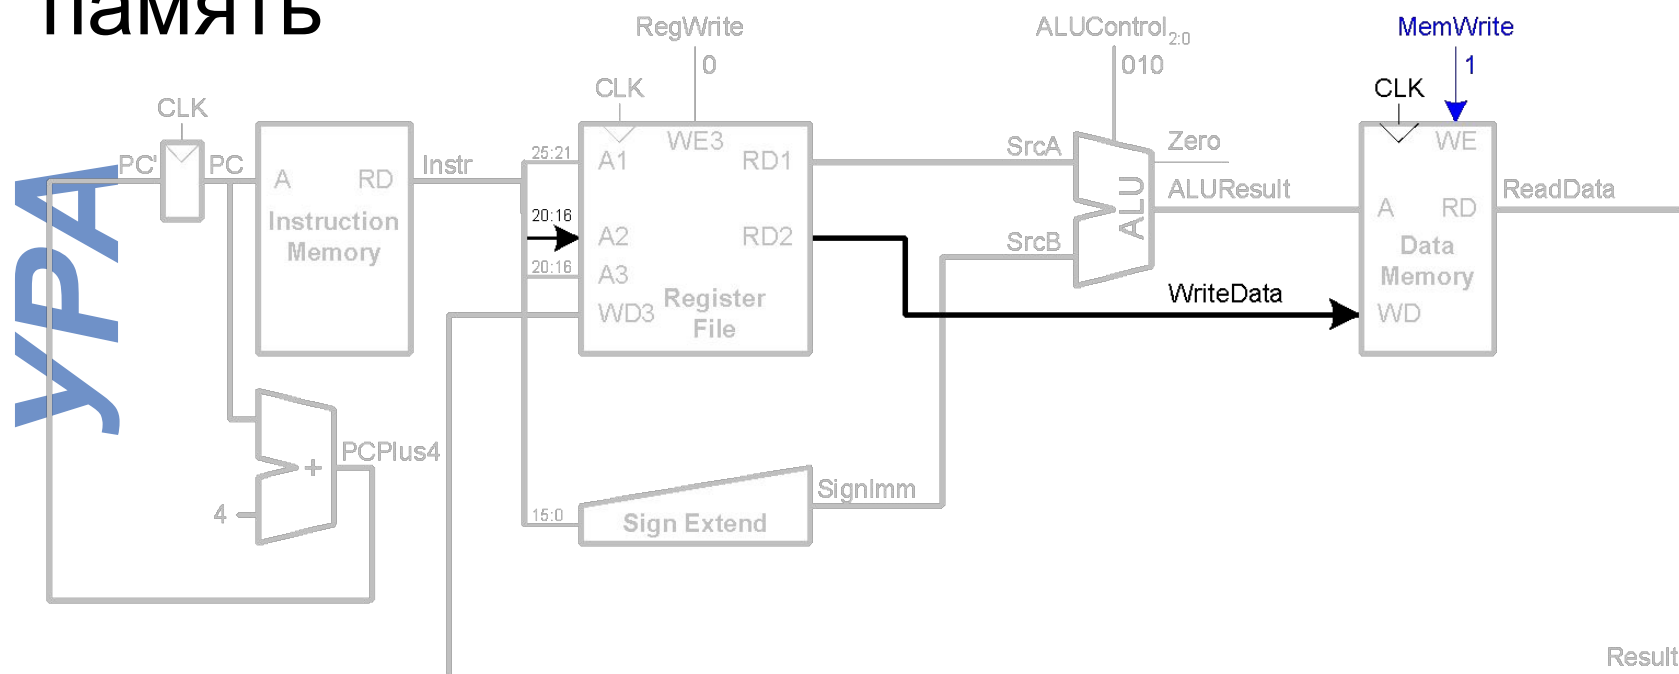 память
RegWrite
0
ALUControl2:0
010
MemWrite
1
CLK
CLK
CLK
PC'
PC
A
RD
Instruction
Memory
Instr
25:21
20:16
20:16
15:0
WE3
A1
RD1
A2
RD2
A3
WD3
Register
File
SrcA
SrcB
ALU
Zero
ALUResult
WriteData
WE
A
RD
Data
Memory
WD
ReadData
УРА
PCPlus4
+
4
SignImm
Sign Extend
Result